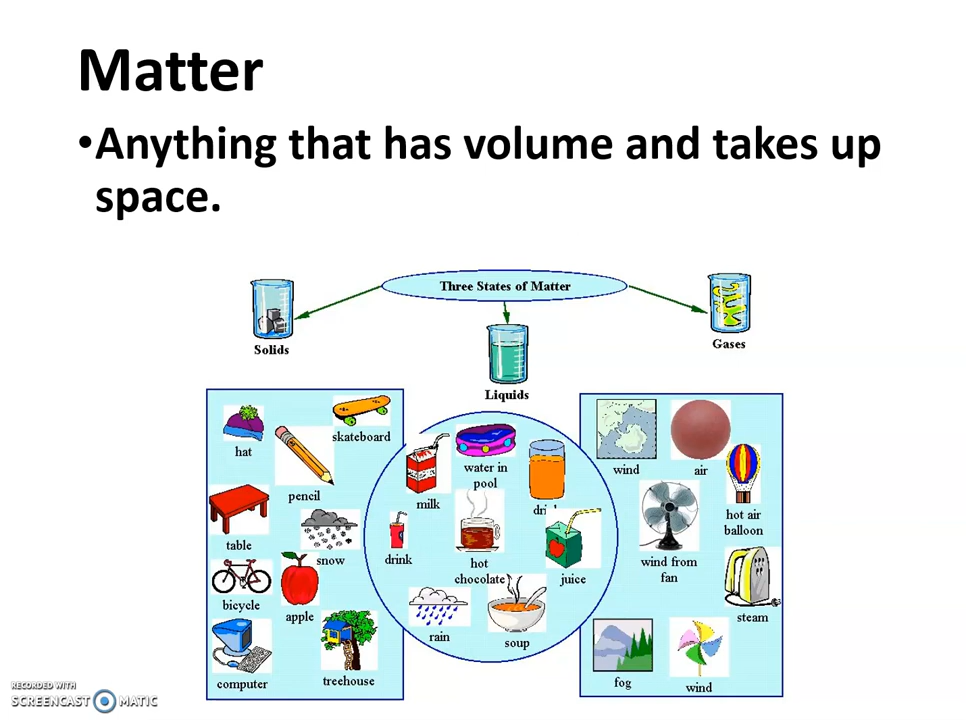 Matter
•Anything that has volume and takes up
space.
Three States of Matter
Solids
Liquids
Gases
hat
skateboard
pencil
table
snow
bicycle
apple
computer
treehouse
milk
water in
pool
drink
hot
chocolate
juice
rain
soup
wind
air
hot air
balloon
wind from
fan
steam
fog
wind
RECORDED WITH
SCREENCAST MATIC